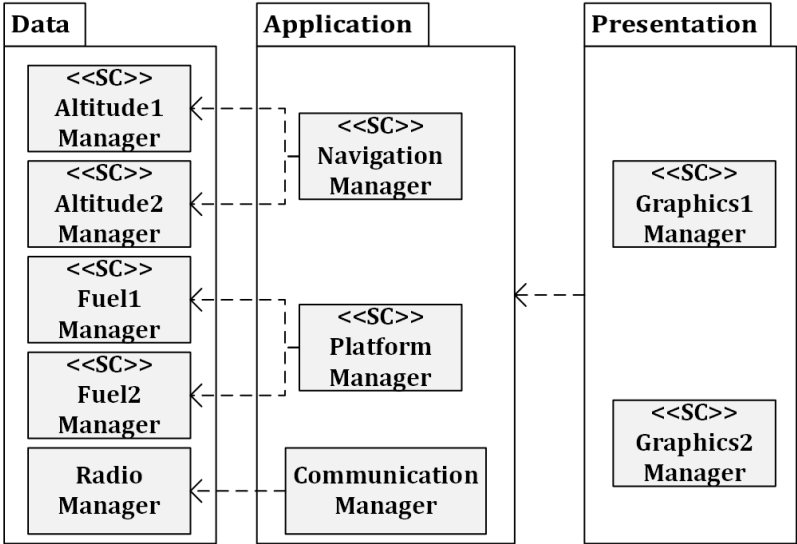 Data
<<SC>>
Altitude1
Manager
<<SC>>
Altitude2
Manager
<<SC>>
Fuel1
Manager
<<SC>>
Fuel2
Manager
Radio
Manager
Application
<<SC>>
Navigation
Manager
<<SC>>
Platform
Manager
Communication
Manager
Presentation
<<SC>>
Graphics1
Manager
<<SC>>
Graphics2
Manager